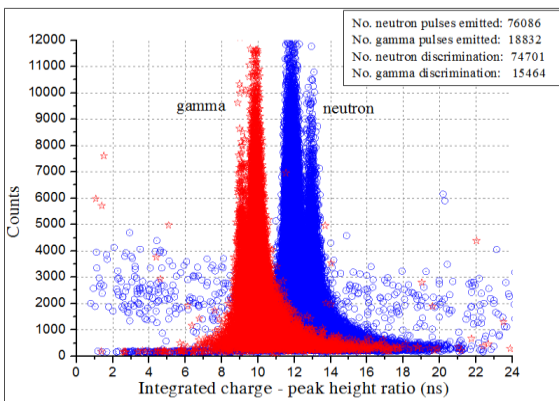 No. neutron pulses emitted: 76086
No. gamma pulses emitted: 18832
No. neutron discrimination: 74701
No. gamma discrimination: 15464
12000
11000
10000
9000
8000
7000
6000
5000
4000
3000
2000
1000
0
gamma
neutron
Counts
0 2 4 6 8 10 12 14 16 18 20 22 24
Integrated charge - peak height ratio (ns)